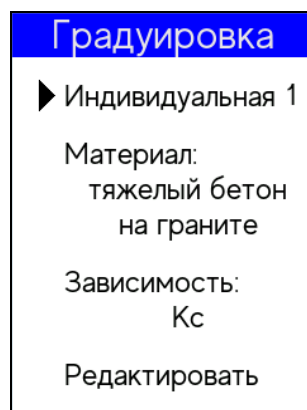 Градуировка
Индивидуальная 1
Материал:
тяжелый бетон
на граните
Зависимость:
Кс
Редактировать